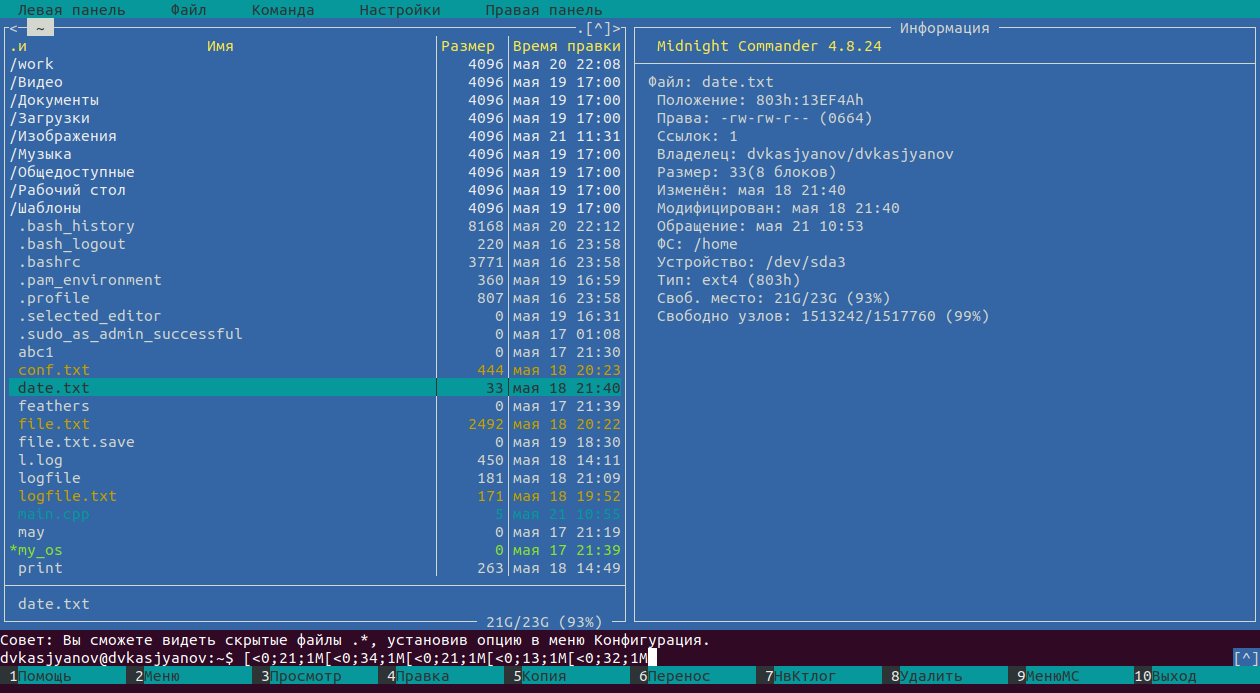 Левая панель Файл Команда Настройки Правая панель
<- ~ .[^]>
.и Имя Размер Время правки
/work 4096 мая 20 22:08
/Видео 4096 мая 19 17:00
/Документы 4096 мая 19 17:00
/Загрузки 4096 мая 19 17:00
/Изображения 4096 мая 21 11:31
/Музыка 4096 мая 19 17:00
/Общедоступные 4096 мая 19 17:00
/Рабочий стол 4096 мая 19 17:00
/Шаблоны 4096 мая 19 17:00
.bash_history 8168 мая 20 22:12
.bash_logout 220 мая 16 23:58
.bashrc 3771 мая 16 23:58
.pam_environment 360 мая 19 16:59
.profile 807 мая 16 23:58
.selected_editor 0 мая 19 16:31
.sudo_as_admin_successful 0 мая 17 01:08
abc1 0 мая 17 21:30
conf.txt 444 мая 18 20:23
date.txt 33 мая 18 21:40
feathers 0 мая 17 21:39
file.txt 2492 мая 18 20:22
file.txt.save 0 мая 19 18:30
l.log 450 мая 18 14:11
logfile 181 мая 18 21:09
logfile.txt 171 мая 18 19:52
main.cpp 5 мая 21 10:55
may 0 мая 17 21:19
*my_os 0 мая 17 21:39
print 263 мая 18 14:49
date.txt
21G/23G (93%)
Информация
Midnight Commander 4.8.24
Файл: date.txt
Положение: 803h:13EF4Ah
Права: -rw-rw-r-- (0664)
Ссылок: 1
Владелец: dvkasjyanov/dvkasjyanov
Размер: 33(8 блоков)
Изменён: мая 18 21:40
Модифицирован: мая 18 21:40
Обращение: мая 21 10:53
ФС: /home
Устройство: /dev/sda3
Тип: ext4 (803h)
Своб. место: 21G/23G (93%)
Свободно узлов: 1513242/1517760 (99%)
Совет: Вы сможете видеть скрытые файлы .*, установив опцию в меню Конфигурация.
dvkasjyanov@dvkasjyanov:~$ [<0;21;1M[<0;34;1M[<0;21;1M[<0;13;1M[<0;32;1M [^]
1Помощь 2Меню 3Просмотр 4Правка 5Копия 6Перенос 7НвКтлог 8Удалить 9МенюМС 10Выход